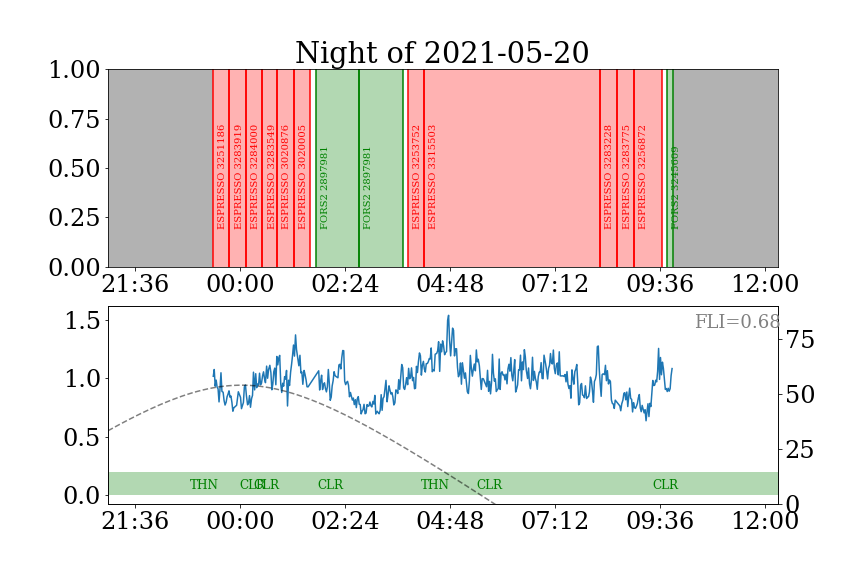 Night of 2021-05-20
1.00
0.75
0.50
0.25
0.00
ESPRESSO 3251186
ESPRESSO 3283919
ESPRESSO 3284000
ESPRESSO 3283549
ESPRESSO 3020876
ESPRESSO 3020005
FORS2 2897981
FORS2 2897981
ESPRESSO 3253752
ESPRESSO 3315503
ESPRESSO 3283228
ESPRESSO 3283775
ESPRESSO 3256872
FORS2 3245609
21:36 00:00 02:24 04:48 07:12 09:36 12:00
FLI=0.68
1.5
1.0
0.5
0.0
75
50
25
0
THN CLR CLR CLR THN CLR CLR
21:36 00:00 02:24 04:48 07:12 09:36 12:00